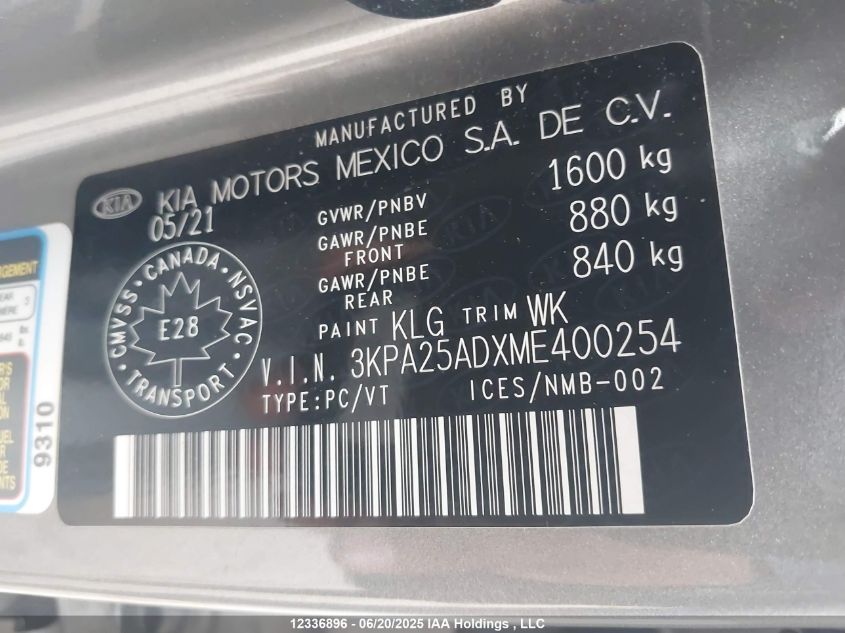 MANUFACTURED BY
KIA MOTORS MEXICO S.A. DE C.V.
KIA
05/21
GVWR/PNBV 1600 kg
GAWR/PNBE FRONT 880 kg
GAWR/PNBE REAR 840 kg
PAINT KLG TRIM WK
CMVSS · CANADA · NSVAC · TRANSPORT ·
E28
V.I.N. 3KPA25ADXME400254
TYPE:PC/VT ICES/NMB-002
9310
12336896 - 06/20/2025 IAA Holdings , LLC